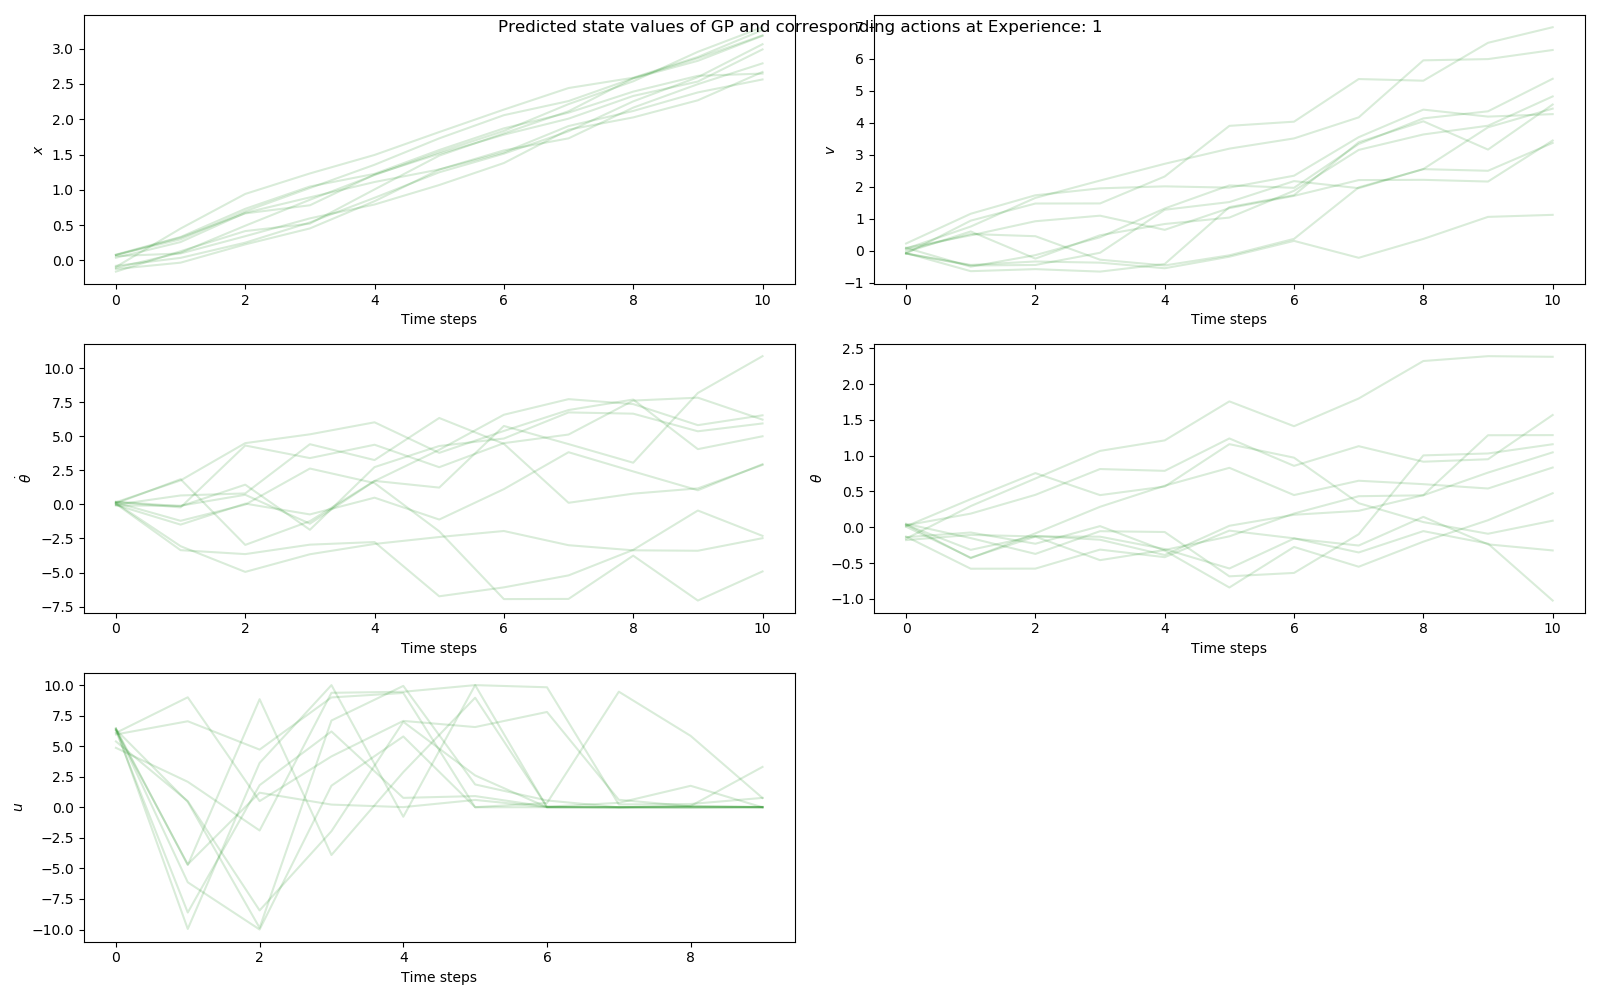 Predicted state values of GP and corresponding actions at Experience: 1
3.0
2.5
2.0
1.5
1.0
0.5
0.0
x
0 2 4 6 8 10
Time steps
7
6
5
4
3
2
1
0
−1
v
0 2 4 6 8 10
Time steps
10.0
7.5
5.0
2.5
0.0
−2.5
−5.0
−7.5
θ̇
0 2 4 6 8 10
Time steps
2.5
2.0
1.5
1.0
0.5
0.0
−0.5
−1.0
θ
0 2 4 6 8 10
Time steps
10.0
7.5
5.0
2.5
0.0
−2.5
−5.0
−7.5
−10.0
u
0 2 4 6 8
Time steps